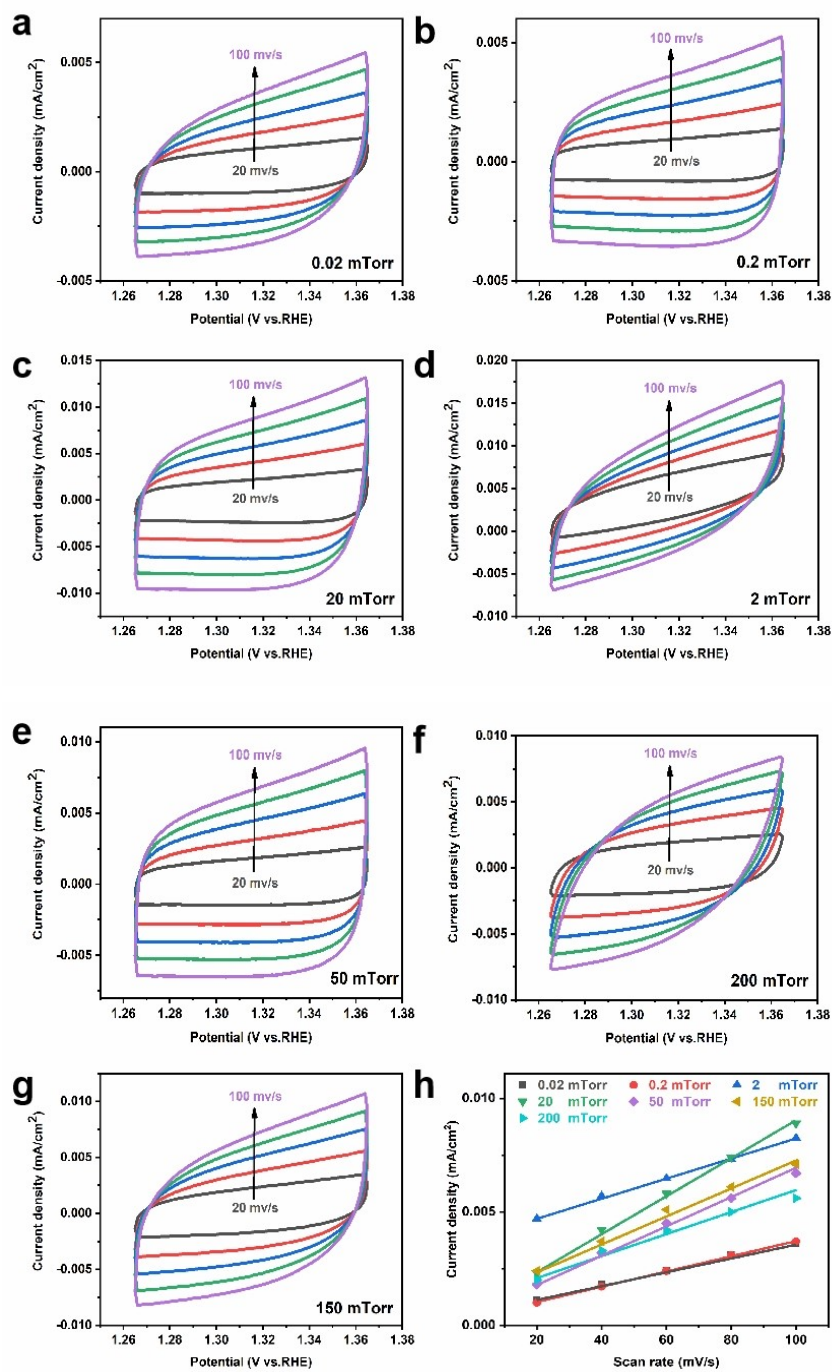 a
100 mv/s
20 mv/s
0.02 mTorr
0.005
0.000
-0.005
Current density (mA/cm²)
1.26 1.28 1.30 1.32 1.34 1.36 1.38
Potential (V vs.RHE)
b
100 mv/s
20 mv/s
0.2 mTorr
0.005
0.000
-0.005
Current density (mA/cm²)
1.26 1.28 1.30 1.32 1.34 1.36 1.38
Potential (V vs.RHE)
c
100 mv/s
20 mv/s
20 mTorr
0.015
0.010
0.005
0.000
-0.005
-0.010
Current density (mA/cm²)
1.26 1.28 1.30 1.32 1.34 1.36 1.38
Potential (V vs.RHE)
d
100 mv/s
20 mv/s
2 mTorr
0.020
0.015
0.010
0.005
0.000
-0.005
-0.010
Current density (mA/cm²)
1.26 1.28 1.30 1.32 1.34 1.36 1.38
Potential (V vs.RHE)
e
100 mv/s
20 mv/s
50 mTorr
0.010
0.005
0.000
-0.005
Current density (mA/cm²)
1.26 1.28 1.30 1.32 1.34 1.36 1.38
Potential (V vs.RHE)
f
100 mv/s
20 mv/s
200 mTorr
0.010
0.005
0.000
-0.005
-0.010
Current density (mA/cm²)
1.26 1.28 1.30 1.32 1.34 1.36 1.38
Potential (V vs.RHE)
g
100 mv/s
20 mv/s
150 mTorr
0.010
0.005
0.000
-0.005
-0.010
Current density (mA/cm²)
1.26 1.28 1.30 1.32 1.34 1.36 1.38
Potential (V vs.RHE)
h
0.02 mTorr 0.2 mTorr 2 mTorr
20 mTorr 50 mTorr 150 mTorr
200 mTorr
0.010
0.005
0.000
Current density (mA/cm²)
20 40 60 80 100
Scan rate (mV/s)